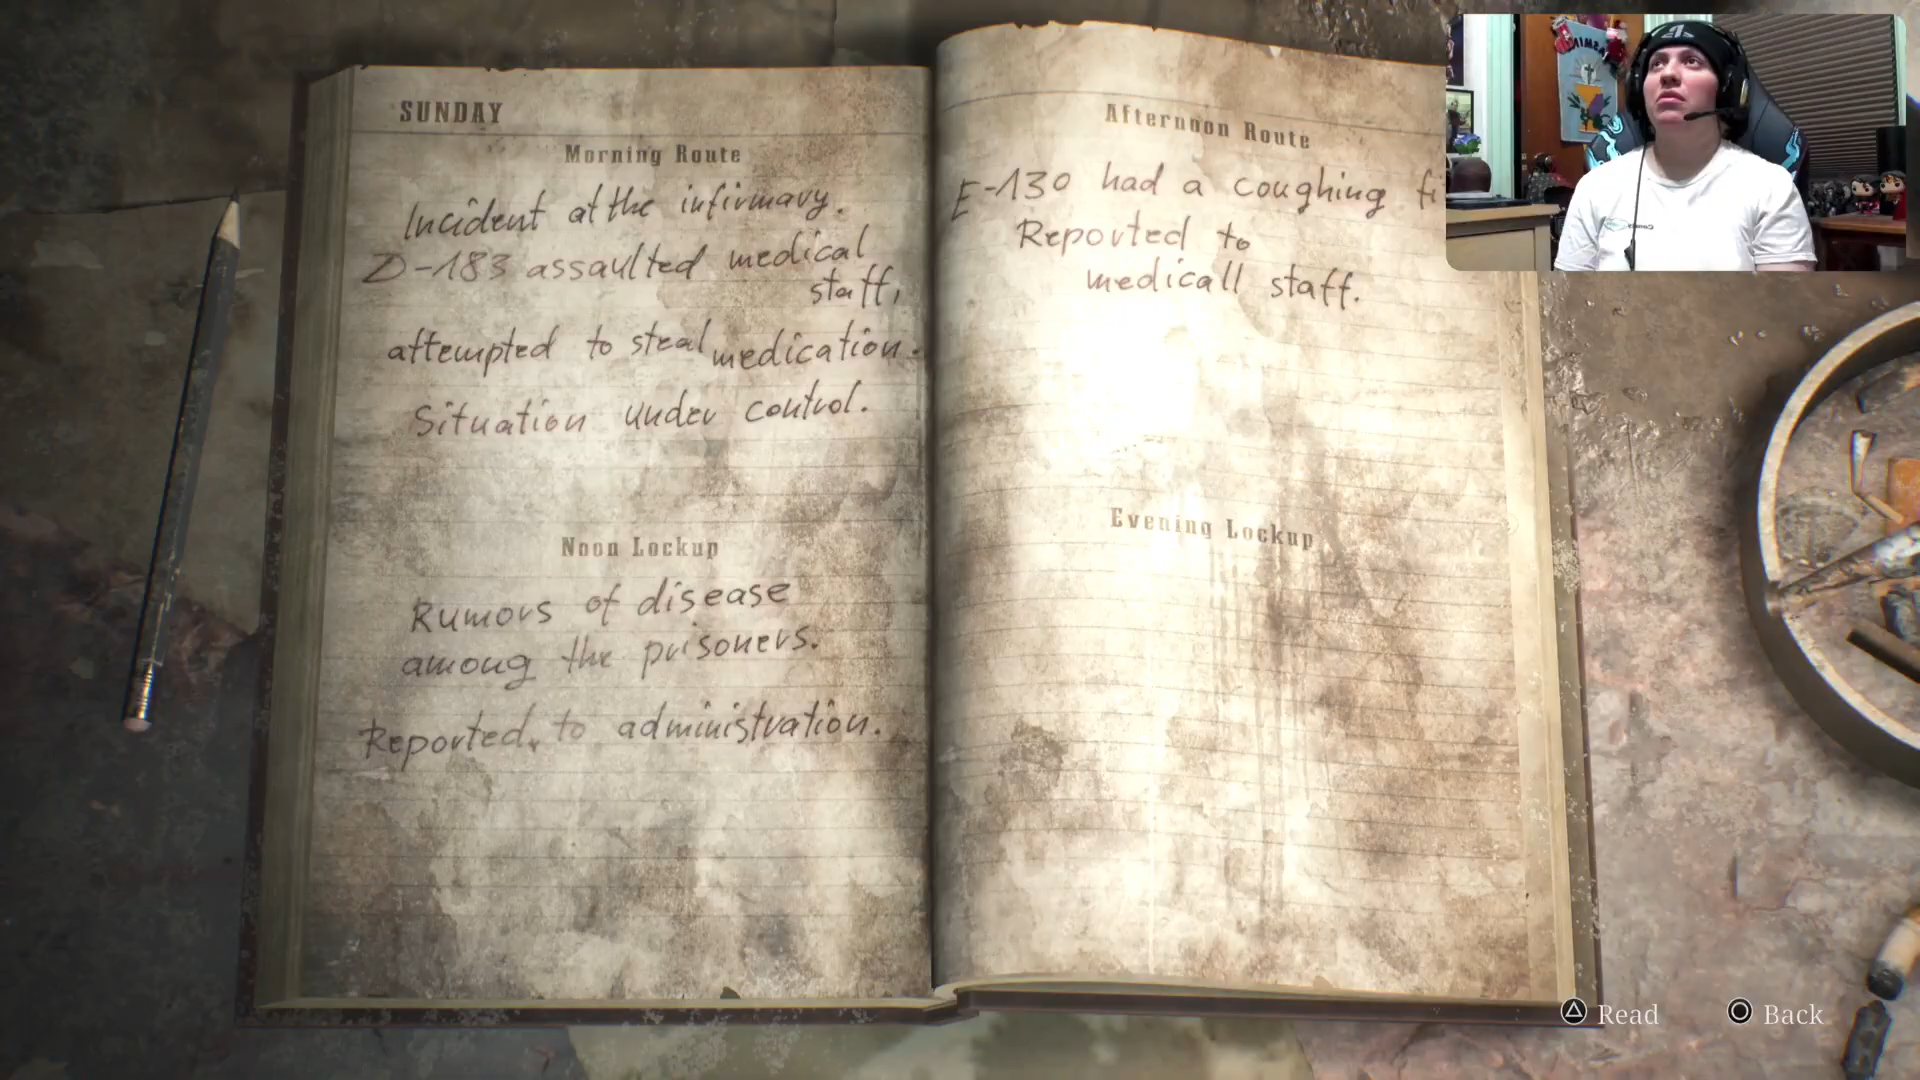 SUNDAY
Morning Route
Incident at the infirmary.
D-183 assaulted medical
staff,
attempted to steal medication.
Situation under control.
Noon Lockup
Rumors of disease
among the prisoners.
Reported to administration.
Afternoon Route
E-130 had a coughing fi
Reported to
medicall staff.
Evening Lockup
Read
Back